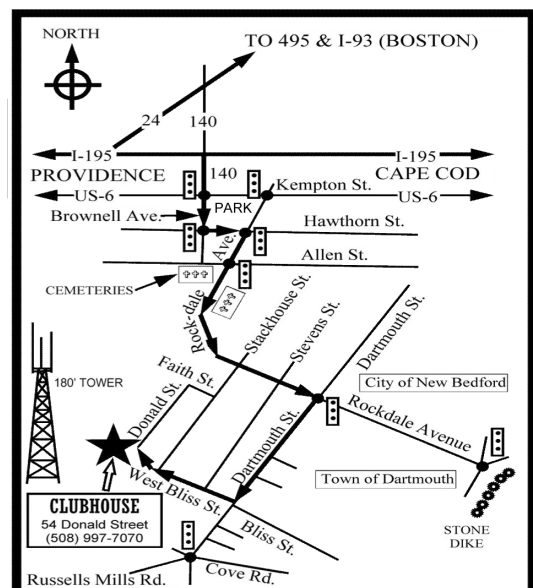 NORTH
TO 495 & I-93 (BOSTON)
24
140
I-195
I-195
PROVIDENCE
140
CAPE COD
Kempton St.
US-6
US-6
PARK
Brownell Ave.
Hawthorn St.
Ave.
Allen St.
CEMETERIES
Rock-dale
Stackhouse St.
Stevens St.
Dartmouth St.
Faith St.
180' TOWER
Donald St.
City of New Bedford
Rockdale Avenue
Dartmouth St.
West Bliss St.
Town of Dartmouth
CLUBHOUSE
54 Donald Street
(508) 997-7070
Bliss St.
STONE
DIKE
Russells Mills Rd.
Cove Rd.